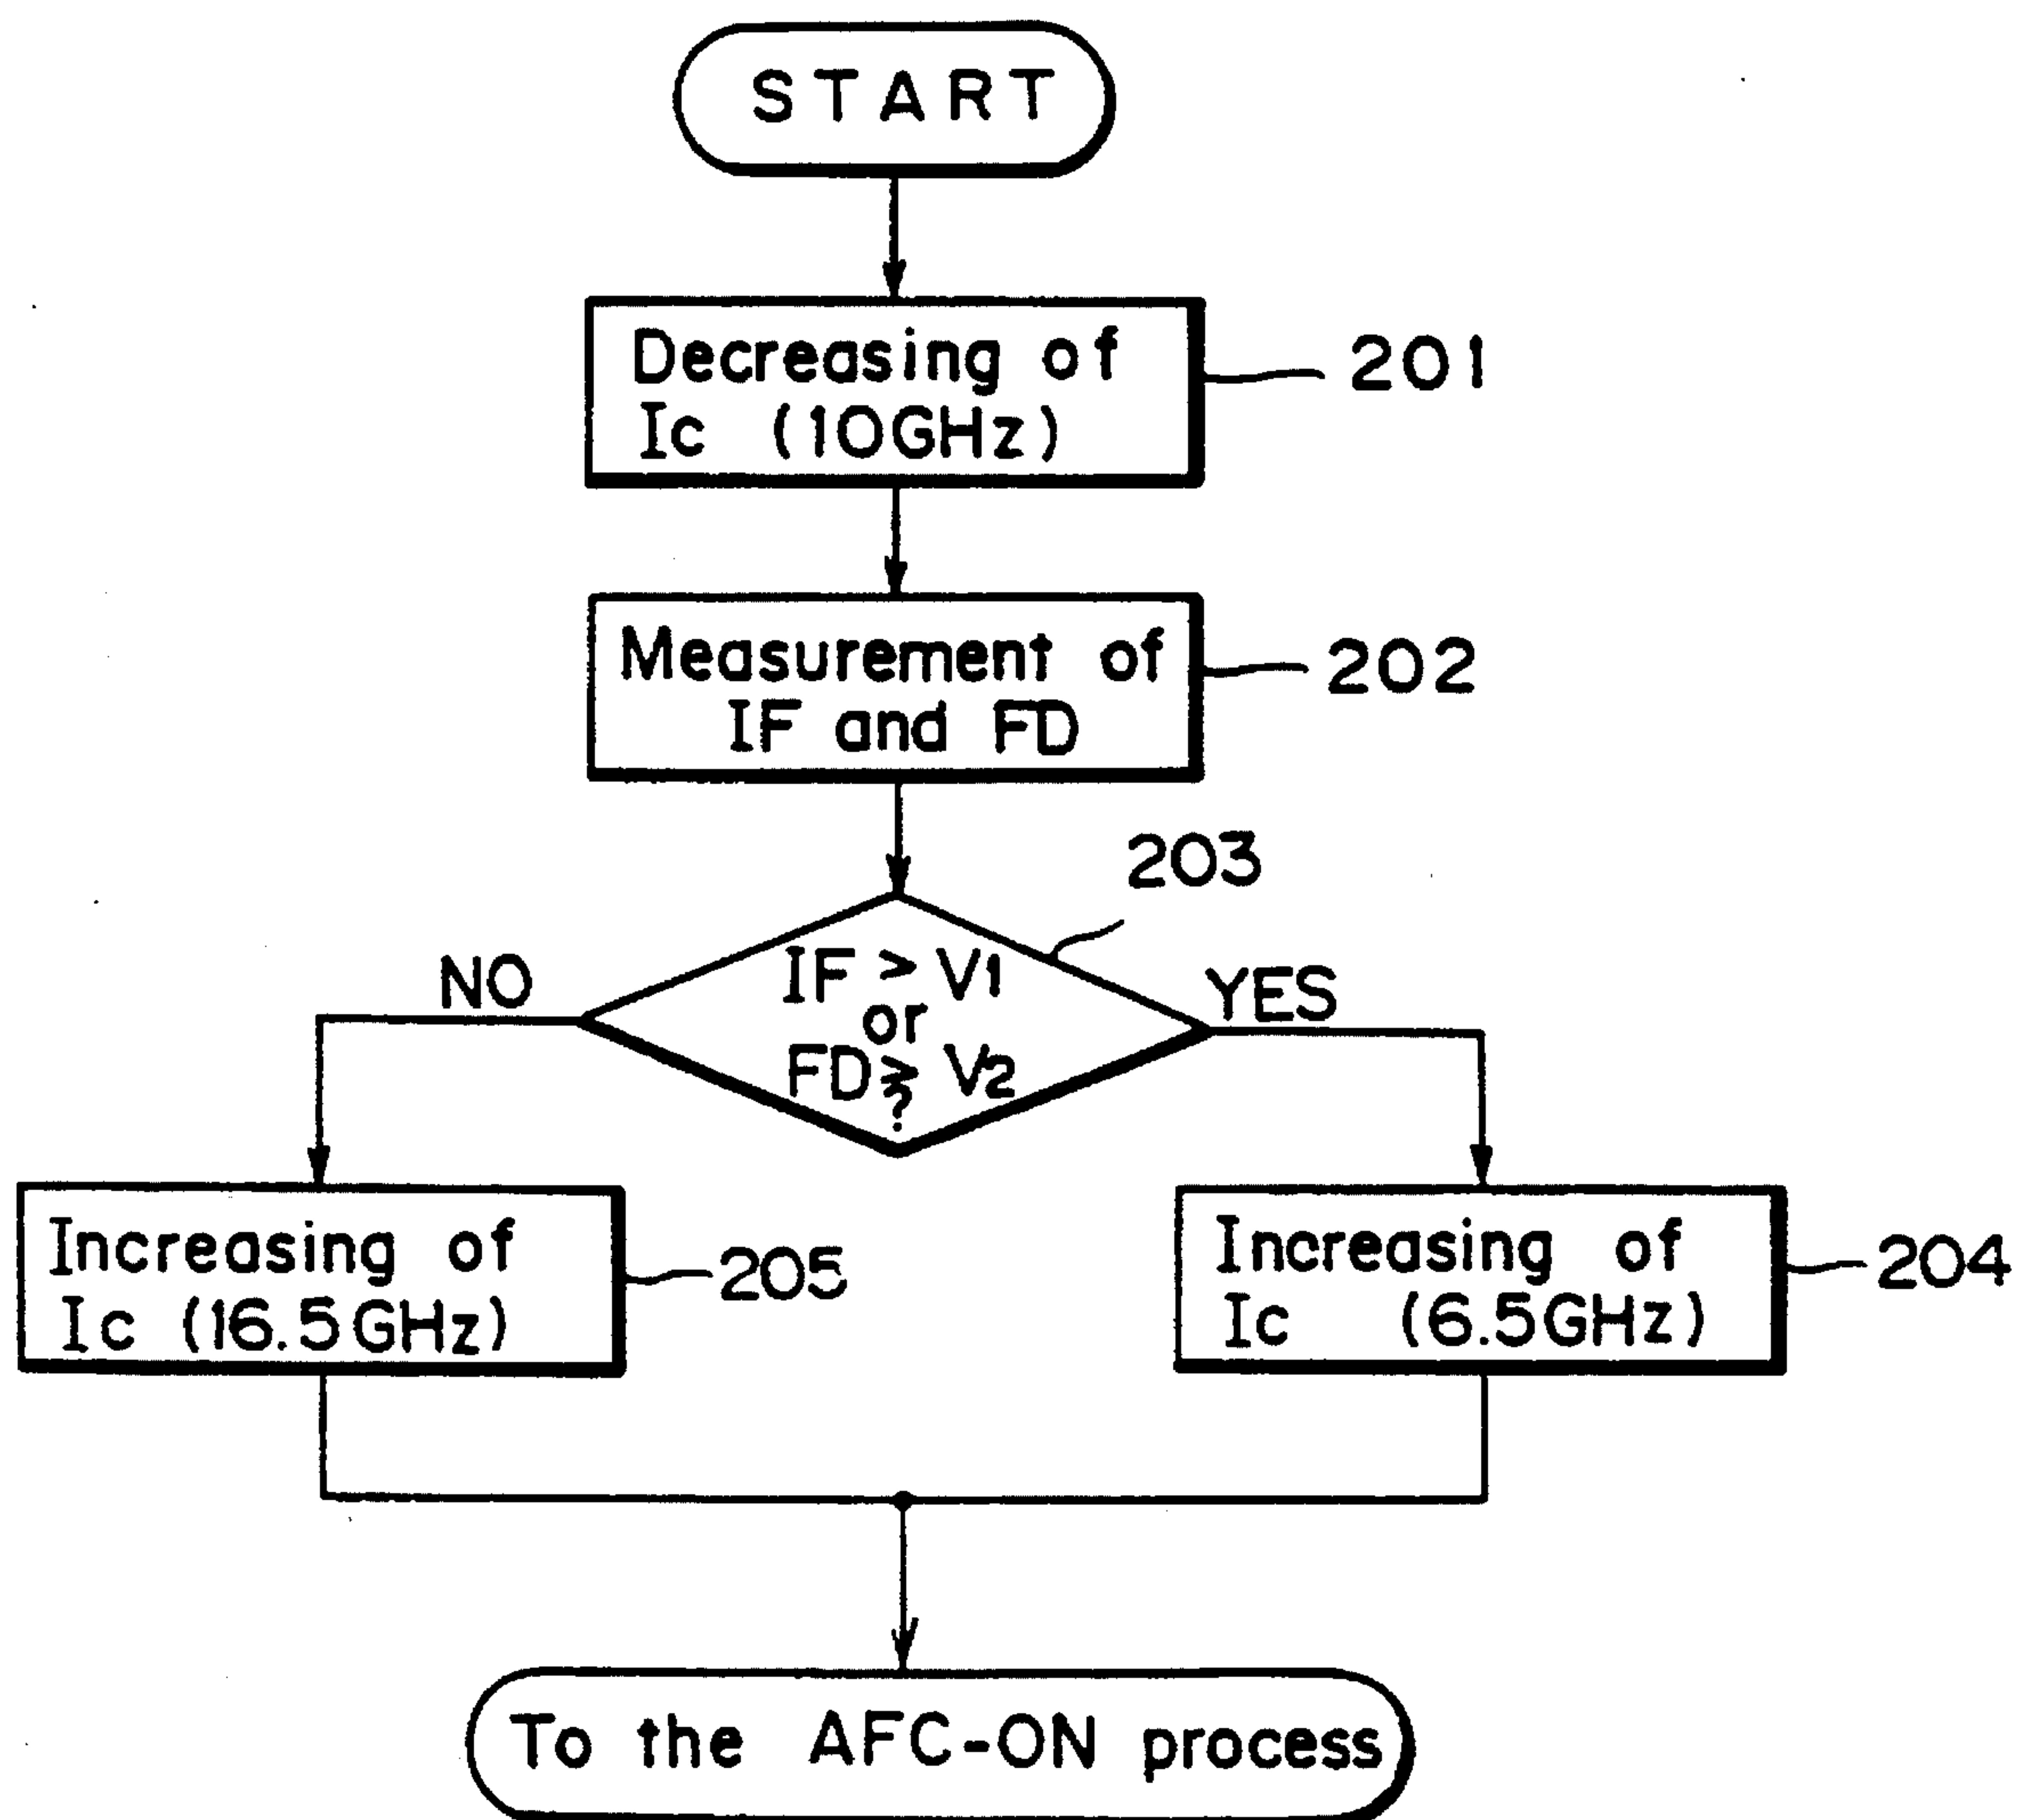 START
Decreasing of
Ic (10GHz)
201
Measurement of
IF and FD
202
203
IF > V1
or
FD > V2
?
NO
YES
Increasing of
Ic (16.5GHz)
205
Increasing of
Ic (6.5GHz)
204
To the AFC-ON process